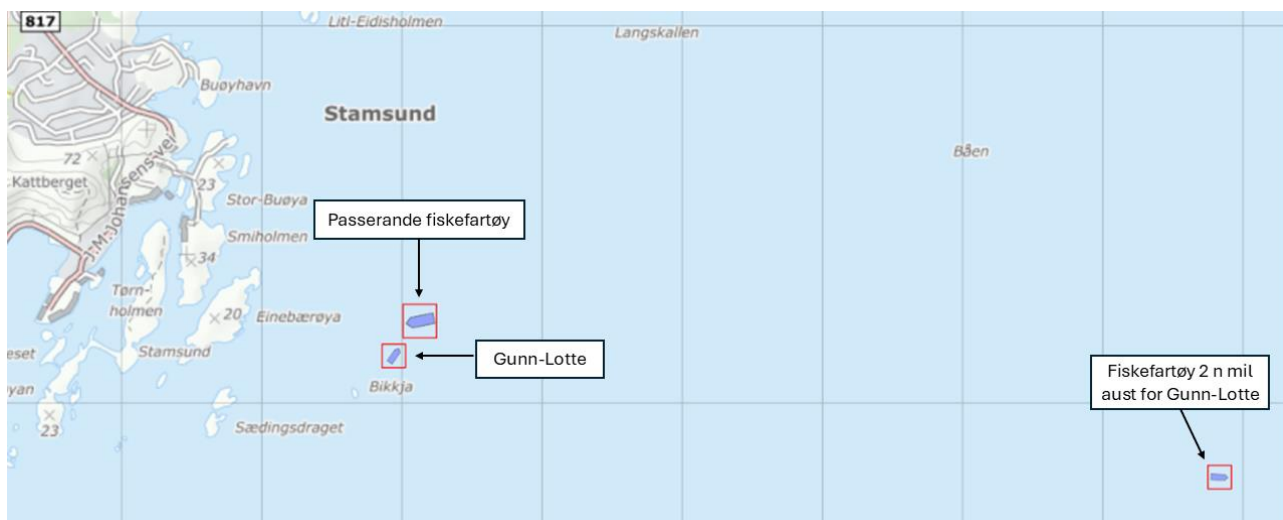 817
Litl-Eidisholmen
Langskallen
Buøyhavn
Stamsund
Båen
72
Kattberget
J.M.Johansens vei
23
Stor-Buøya
Passerande fiskefartøy
Smiholmen
34
Tørn-
holmen
20
Einebærøya
Stamsund
Gunn-Lotte
eset
Bikkja
Fiskefartøy 2 n mil
aust for Gunn-Lotte
yan
23
Sædingsdraget